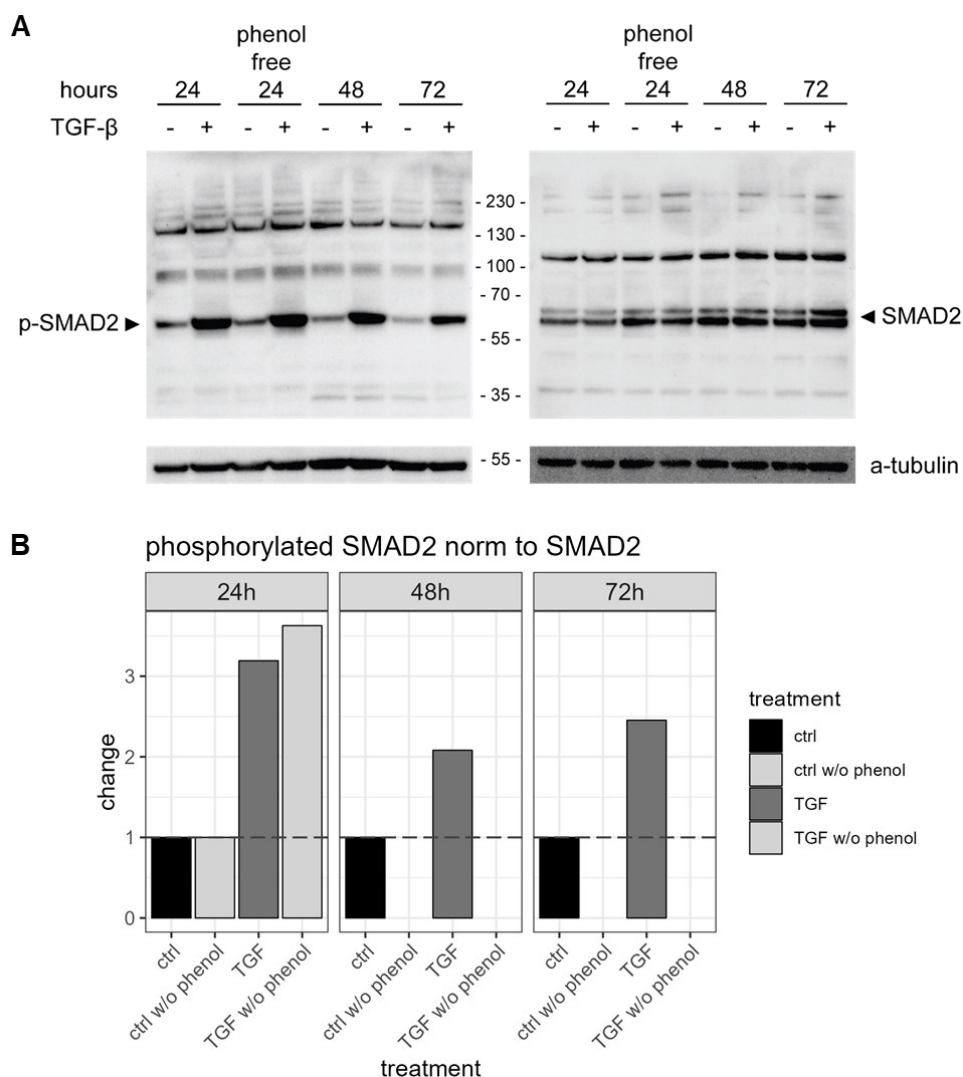 A
phenol
free
hours 24 24 48 72
TGF-β - + - + - + - +
phenol
free
24 24 48 72
- + - + - + - +
- 230 -
- 130 -
- 100 -
- 70 -
p-SMAD2
SMAD2
- 55 -
- 35 -
- 55 -
a-tubulin
B
phosphorylated SMAD2 norm to SMAD2
24h 48h 72h
change
3
2
1
0
ctrl
ctrl w/o phenol
TGF
TGF w/o phenol
ctrl
ctrl w/o phenol
TGF
TGF w/o phenol
ctrl
ctrl w/o phenol
TGF
TGF w/o phenol
treatment
treatment
ctrl
ctrl w/o phenol
TGF
TGF w/o phenol